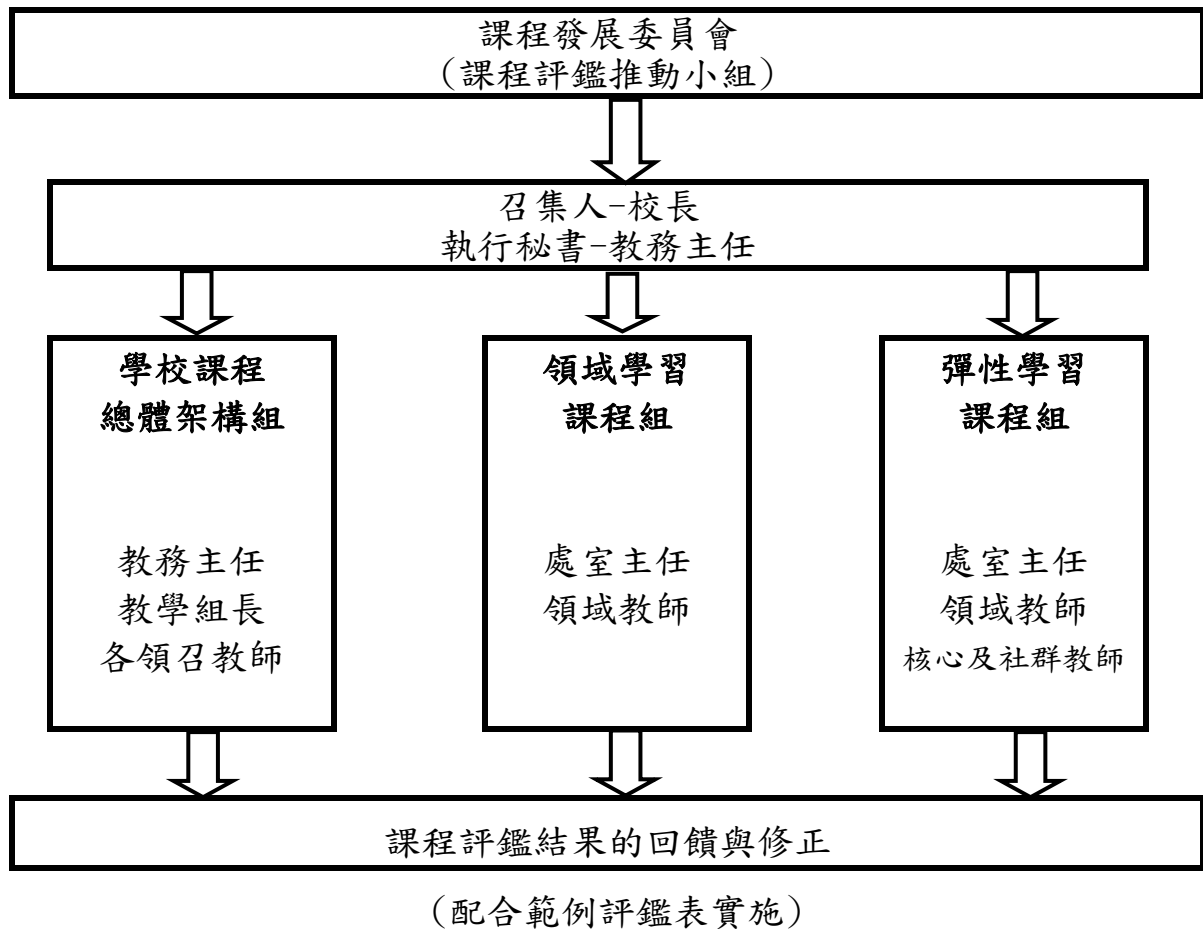 課程發展委員會
(課程評鑑推動小組)
召集人-校長
執行秘書-教務主任
學校課程
總體架構組
教務主任
教學組長
各領召教師
領域學習
課程組
處室主任
領域教師
彈性學習
課程組
處室主任
領域教師
核心及社群教師
課程評鑑結果的回饋與修正
(配合範例評鑑表實施)